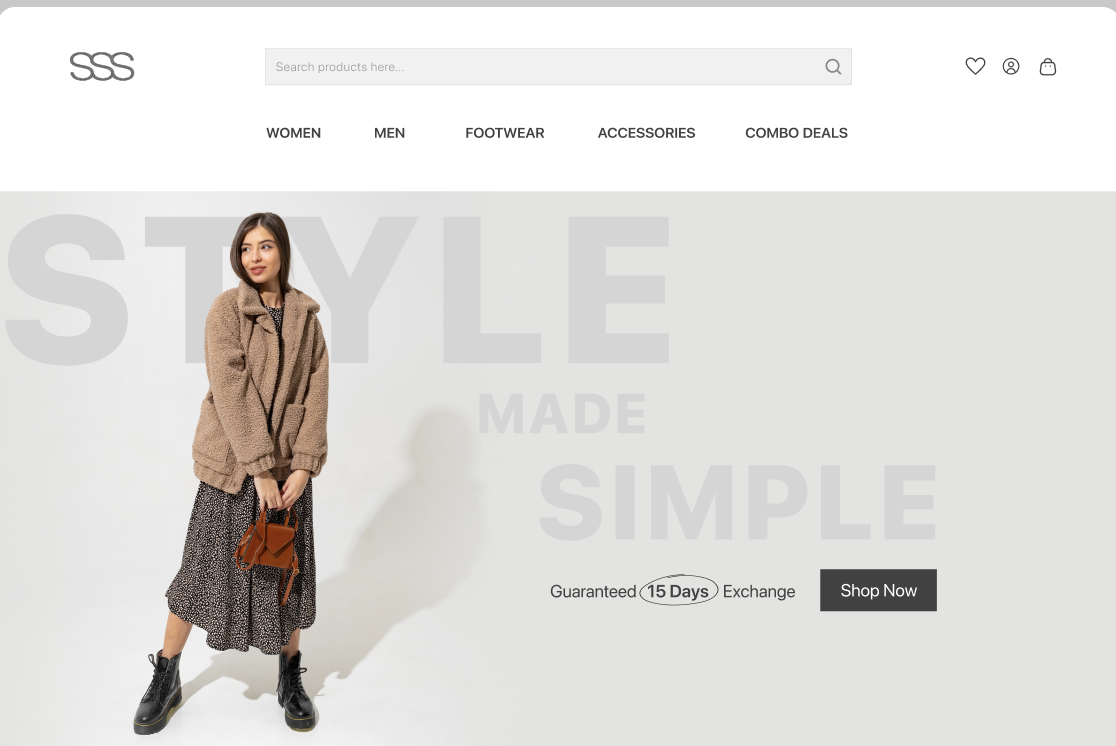 SSS
Search products here...
WOMEN MEN FOOTWEAR ACCESSORIES COMBO DEALS
STYLE
MADE
SIMPLE
Guaranteed 15 Days Exchange Shop Now